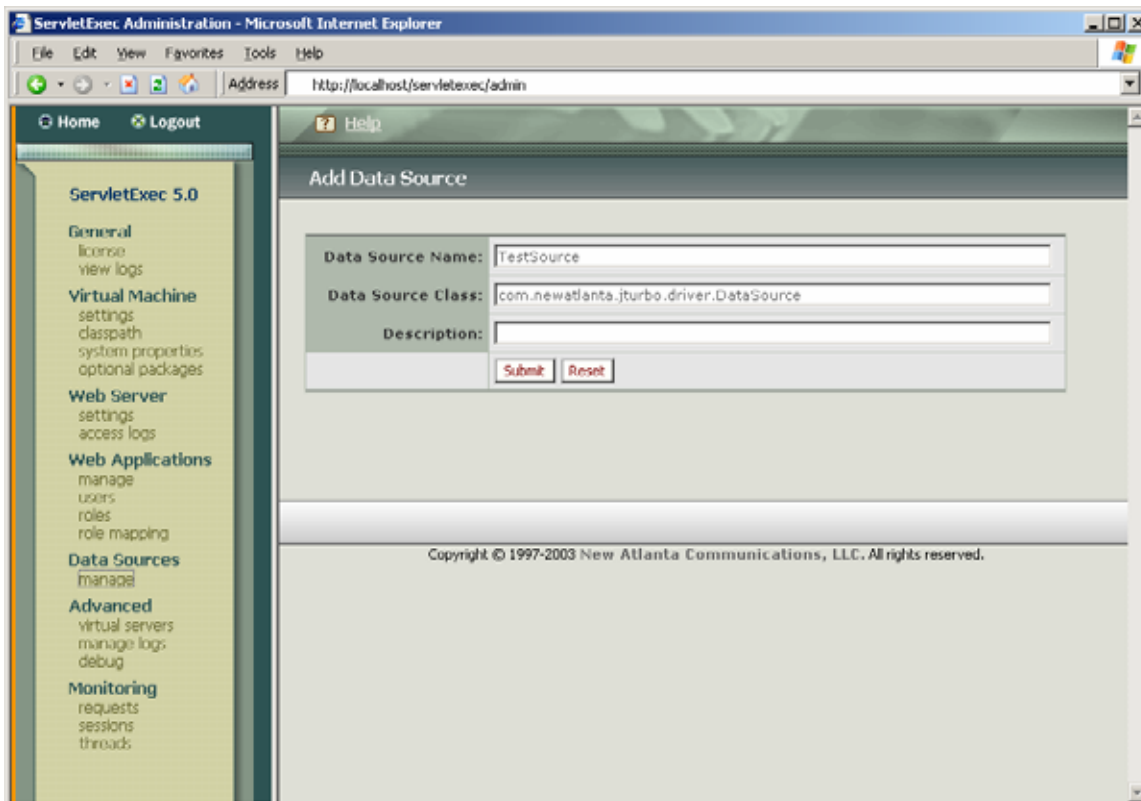 ServletExec Administration - Microsoft Internet Explorer
File Edit View Favorites Tools Help
Address http://localhost/servletexec/admin
Home Logout
? Help
Add Data Source
ServletExec 5.0
General
license
view logs
Virtual Machine
settings
classpath
system properties
optional packages
Web Server
settings
access logs
Web Applications
manage
users
roles
role mapping
Data Sources
manage
Advanced
virtual servers
manage logs
debug
Monitoring
requests
sessions
threads
Data Source Name: TestSource
Data Source Class: com.newatlanta.jturbo.driver.DataSource
Description:
Submit Reset
Copyright © 1997-2003 New Atlanta Communications, LLC. All rights reserved.